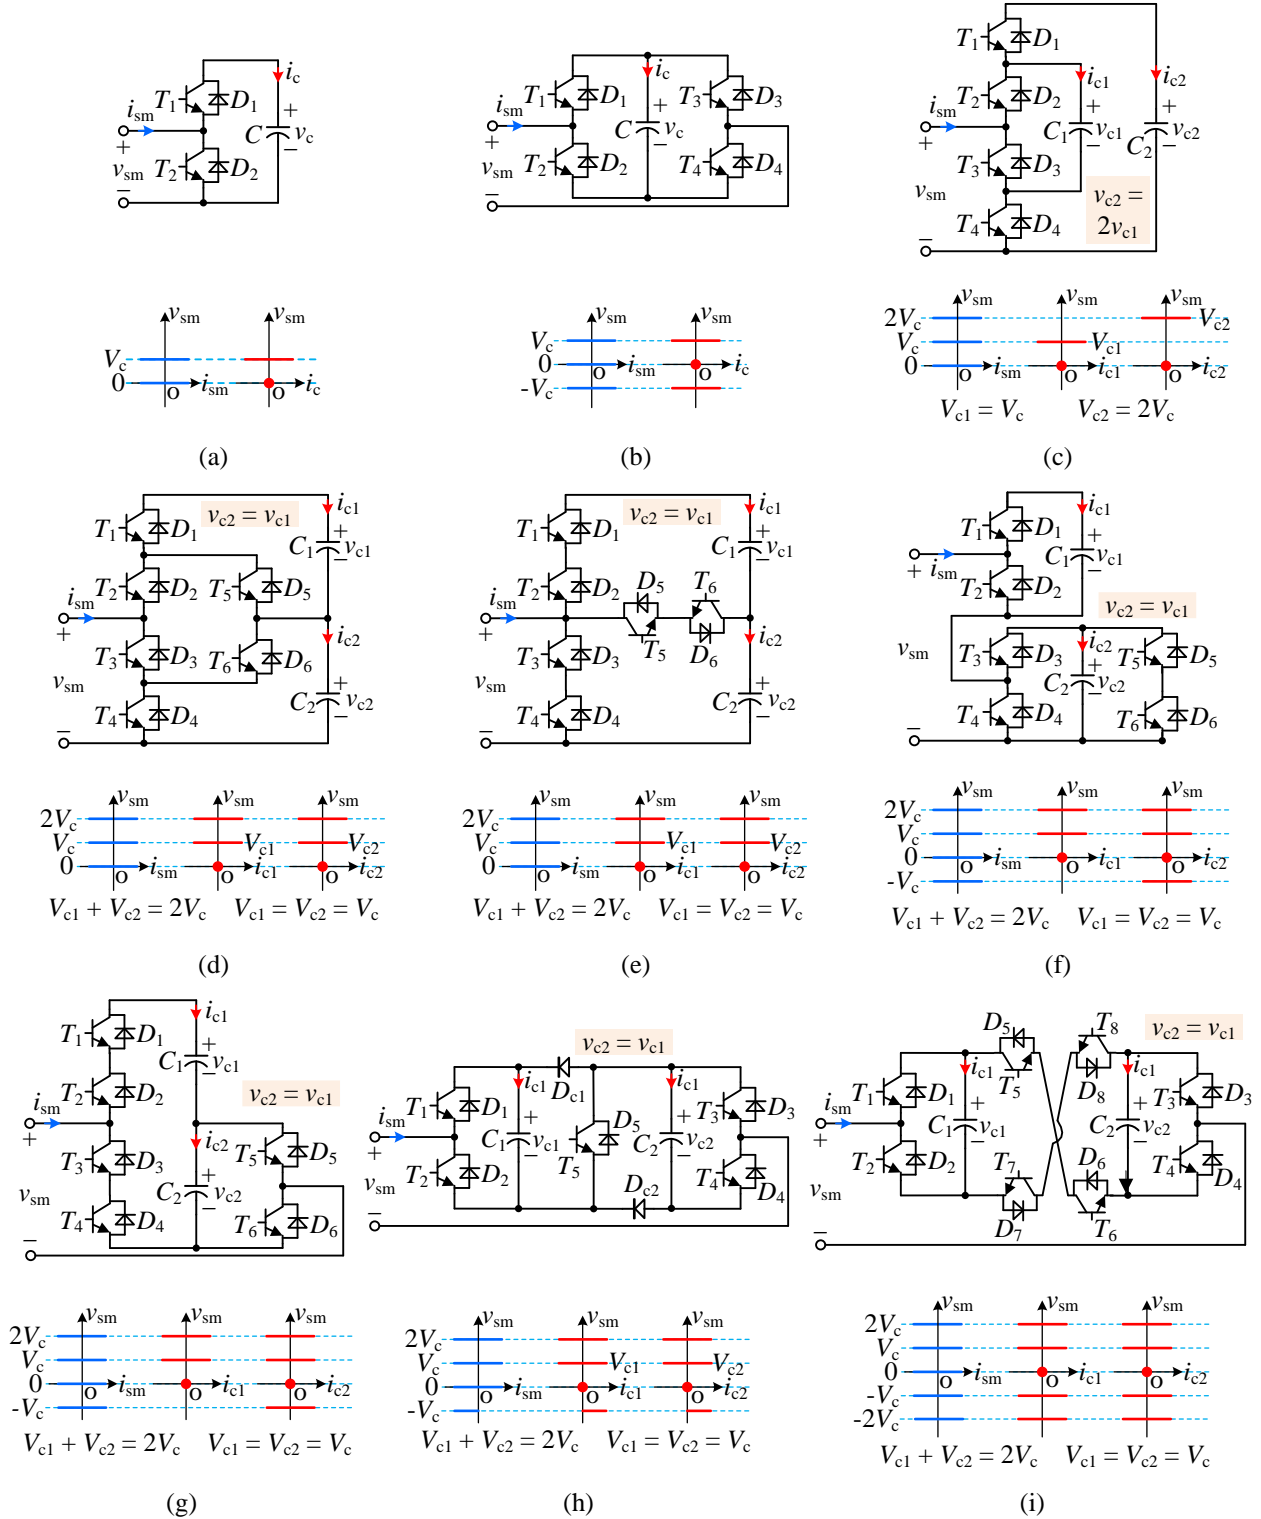 T1 D1 ic + C vc − ism + vsm T2 D2 −
T1 D1 ic + C vc − T3 D3 ism + vsm T2 D2 T4 D4 −
T1 D1 ic1 ic2 T2 D2 + + ism + C1 vc1 − C2 vc2 − T3 D3 vsm T4 D4 − vc2 =
2vc1
vsm vsm
Vc
0 o ism o ic
(a)
vsm vsm
Vc
0 o ism o ic
-Vc
(b)
vsm vsm vsm
2Vc Vc2
Vc Vc1
0 o ism o ic1 o ic2
Vc1 = Vc Vc2 = 2Vc
(c)
vc2 = vc1 ic1 T1 D1 + C1 vc1 − T2 D2 T5 D5 ism + ic2 T3 D3 T6 D6 vsm + C2 vc2 − T4 D4 −
vsm vsm vsm
2Vc
Vc Vc1 Vc2
0 o ism o ic1 o ic2
Vc1 + Vc2 = 2Vc Vc1 = Vc2 = Vc
(d)
vc2 = vc1 ic1 T1 D1 + C1 vc1 − T2 D2 D5 T6 ism + T5 D6 ic2 T3 D3 vsm + C2 vc2 − T4 D4 −
vsm vsm vsm
2Vc
Vc Vc1 Vc2
0 o ism o ic1 o ic2
Vc1 + Vc2 = 2Vc Vc1 = Vc2 = Vc
(e)
ic1 T1 D1 + C1 vc1 − + ism T2 D2 vc2 = vc1 vsm T3 D3 ic2 + C2 vc2 − T5 D5 T4 D4 T6 D6 −
vsm vsm vsm
2Vc
Vc
0 o ism o ic1 o ic2
-Vc
Vc1 + Vc2 = 2Vc Vc1 = Vc2 = Vc
(f)
ic1 T1 D1 + C1 vc1 − T2 D2 vc2 = vc1 ism + ic2 T3 D3 T5 D5 vsm + C2 vc2 − T4 D4 T6 D6 −
vsm vsm vsm
2Vc
Vc
0 o ism o ic1 o ic2
-Vc
Vc1 + Vc2 = 2Vc Vc1 = Vc2 = Vc
(g)
vc2 = vc1 ic1 Dc1 ic1 T1 D1 + C1 vc1 − D5 T5 + C2 vc2 − T3 D3 ism + vsm T2 D2 Dc2 T4 D4 −
vsm vsm vsm
2Vc
Vc Vc1 Vc2
0 o ism o ic1 o ic2
-Vc
Vc1 + Vc2 = 2Vc Vc1 = Vc2 = Vc
(h)
D5 T8 vc2 = vc1 ic1 T5 D8 ic1 T1 D1 + C1 vc1 − + C2 vc2 − T3 D3 ism + vsm T2 D2 T7 D6 T4 D4 D7 T6 −
vsm vsm vsm
2Vc
Vc
0 o ism o ic1 o ic2
-Vc
-2Vc
Vc1 + Vc2 = 2Vc Vc1 = Vc2 = Vc
(i)